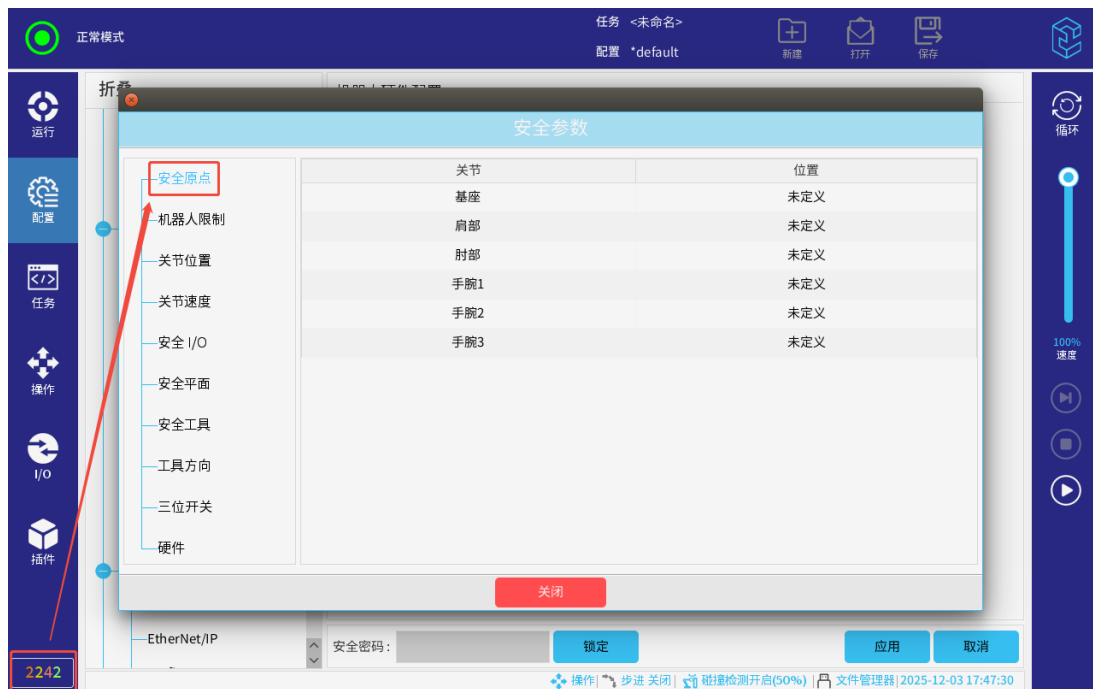 正常模式
任务 <未命名>
配置 *default
新建
打开
保存
运行
配置
任务
操作
I/O
插件
2242
折叠
机器人硬件配置
安全参数
安全原点
机器人限制
关节位置
关节速度
安全 I/O
安全平面
安全工具
工具方向
三位开关
硬件
关节 位置
基座 未定义
肩部 未定义
肘部 未定义
手腕1 未定义
手腕2 未定义
手腕3 未定义
关闭
EtherNet/IP
安全密码:
锁定
应用
取消
操作| 步进 关闭| 碰撞检测开启(50%) | 文件管理器| 2025-12-03 17:47:30
循环
100%
速度